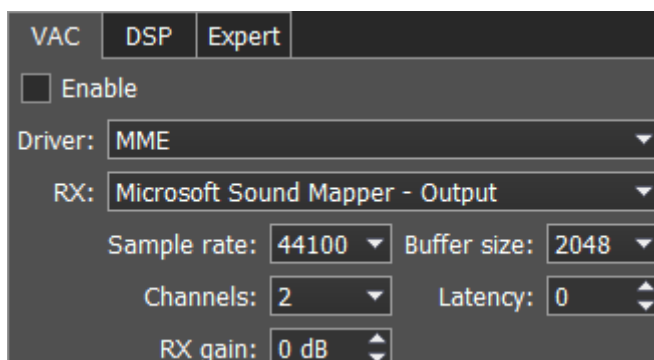 VAC DSP Expert
Enable
Driver: MME
RX: Microsoft Sound Mapper - Output
Sample rate: 44100 Buffer size: 2048
Channels: 2 Latency: 0
RX gain: 0 dB